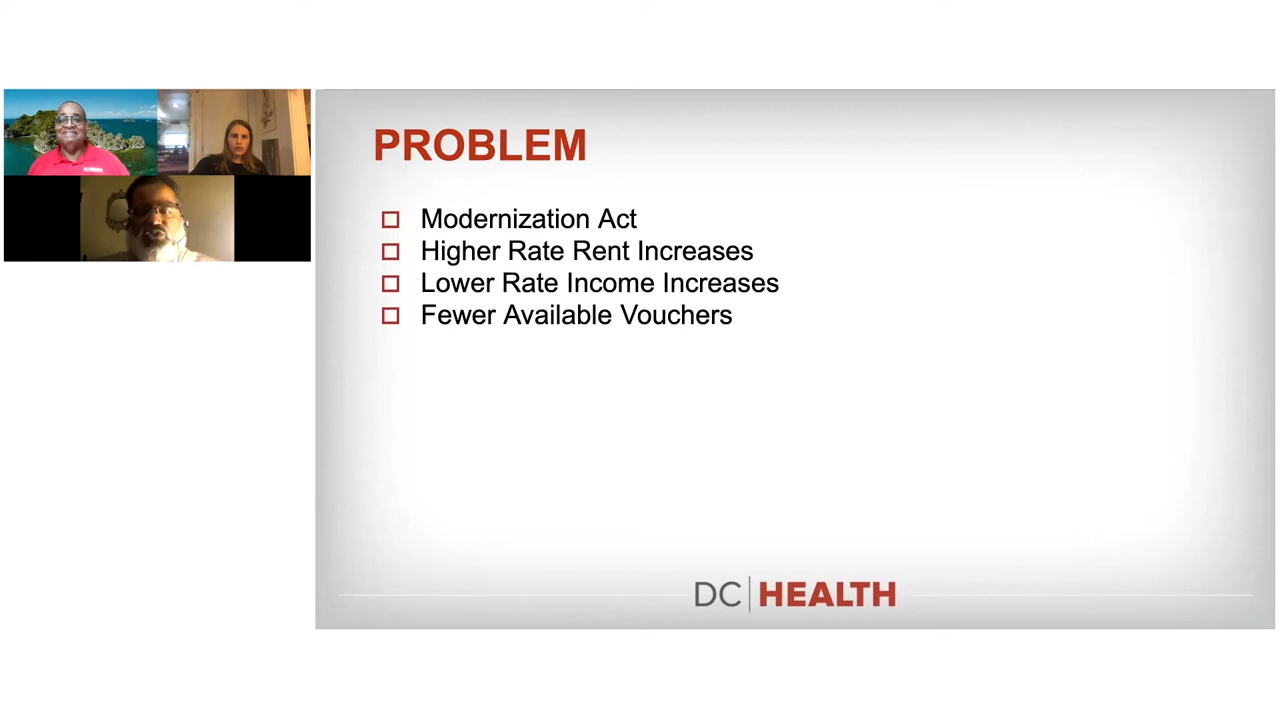 PROBLEM
Modernization Act
Higher Rate Rent Increases
Lower Rate Income Increases
Fewer Available Vouchers
DC HEALTH